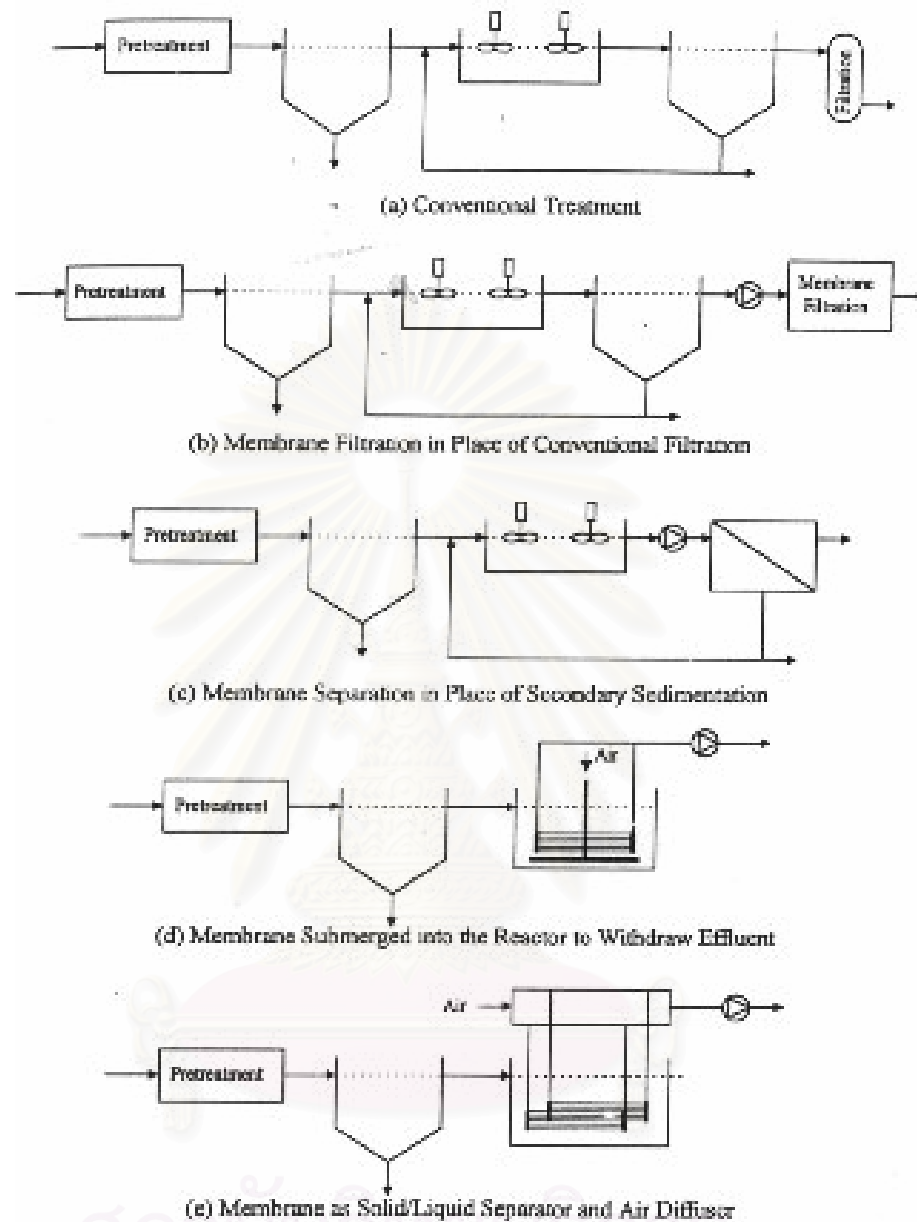 Pretreatment
Filtration
(a) Conventional Treatment
Pretreatment
Membrane
Filtration
(b) Membrane Filtration in Place of Conventional Filtration
Pretreatment
(c) Membrane Separation in Place of Secondary Sedimentation
Air
Pretreatment
(d) Membrane Submerged into the Reactor to Withdraw Effluent
Air
Pretreatment
(e) Membrane as Solid/Liquid Separator and Air Diffuser